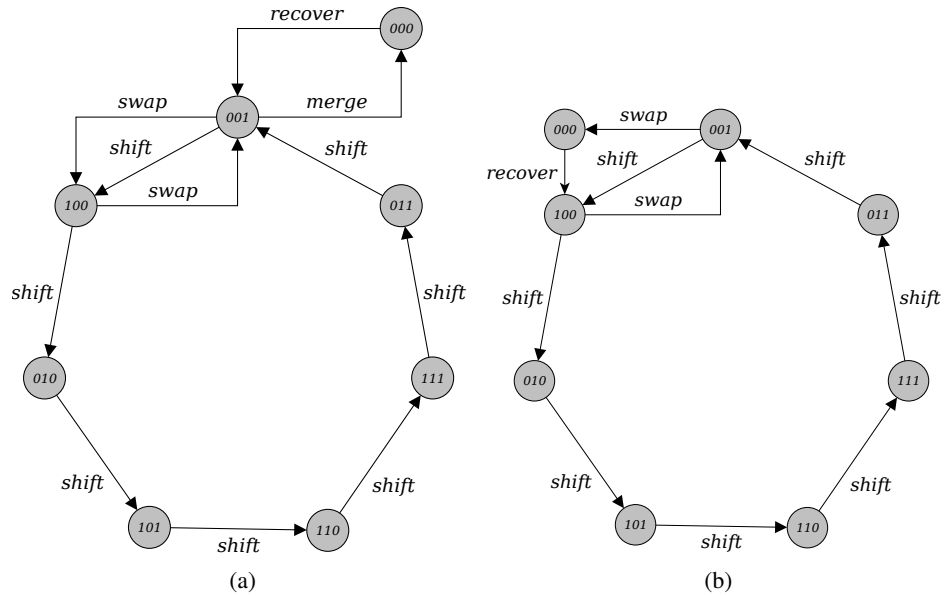 recover
000
swap
001
merge
shift
shift
swap
100
011
shift
shift
010
111
shift
shift
101
110
shift
(a)
000
swap
001
recover
shift
shift
100
swap
011
shift
shift
010
111
shift
shift
101
110
shift
(b)